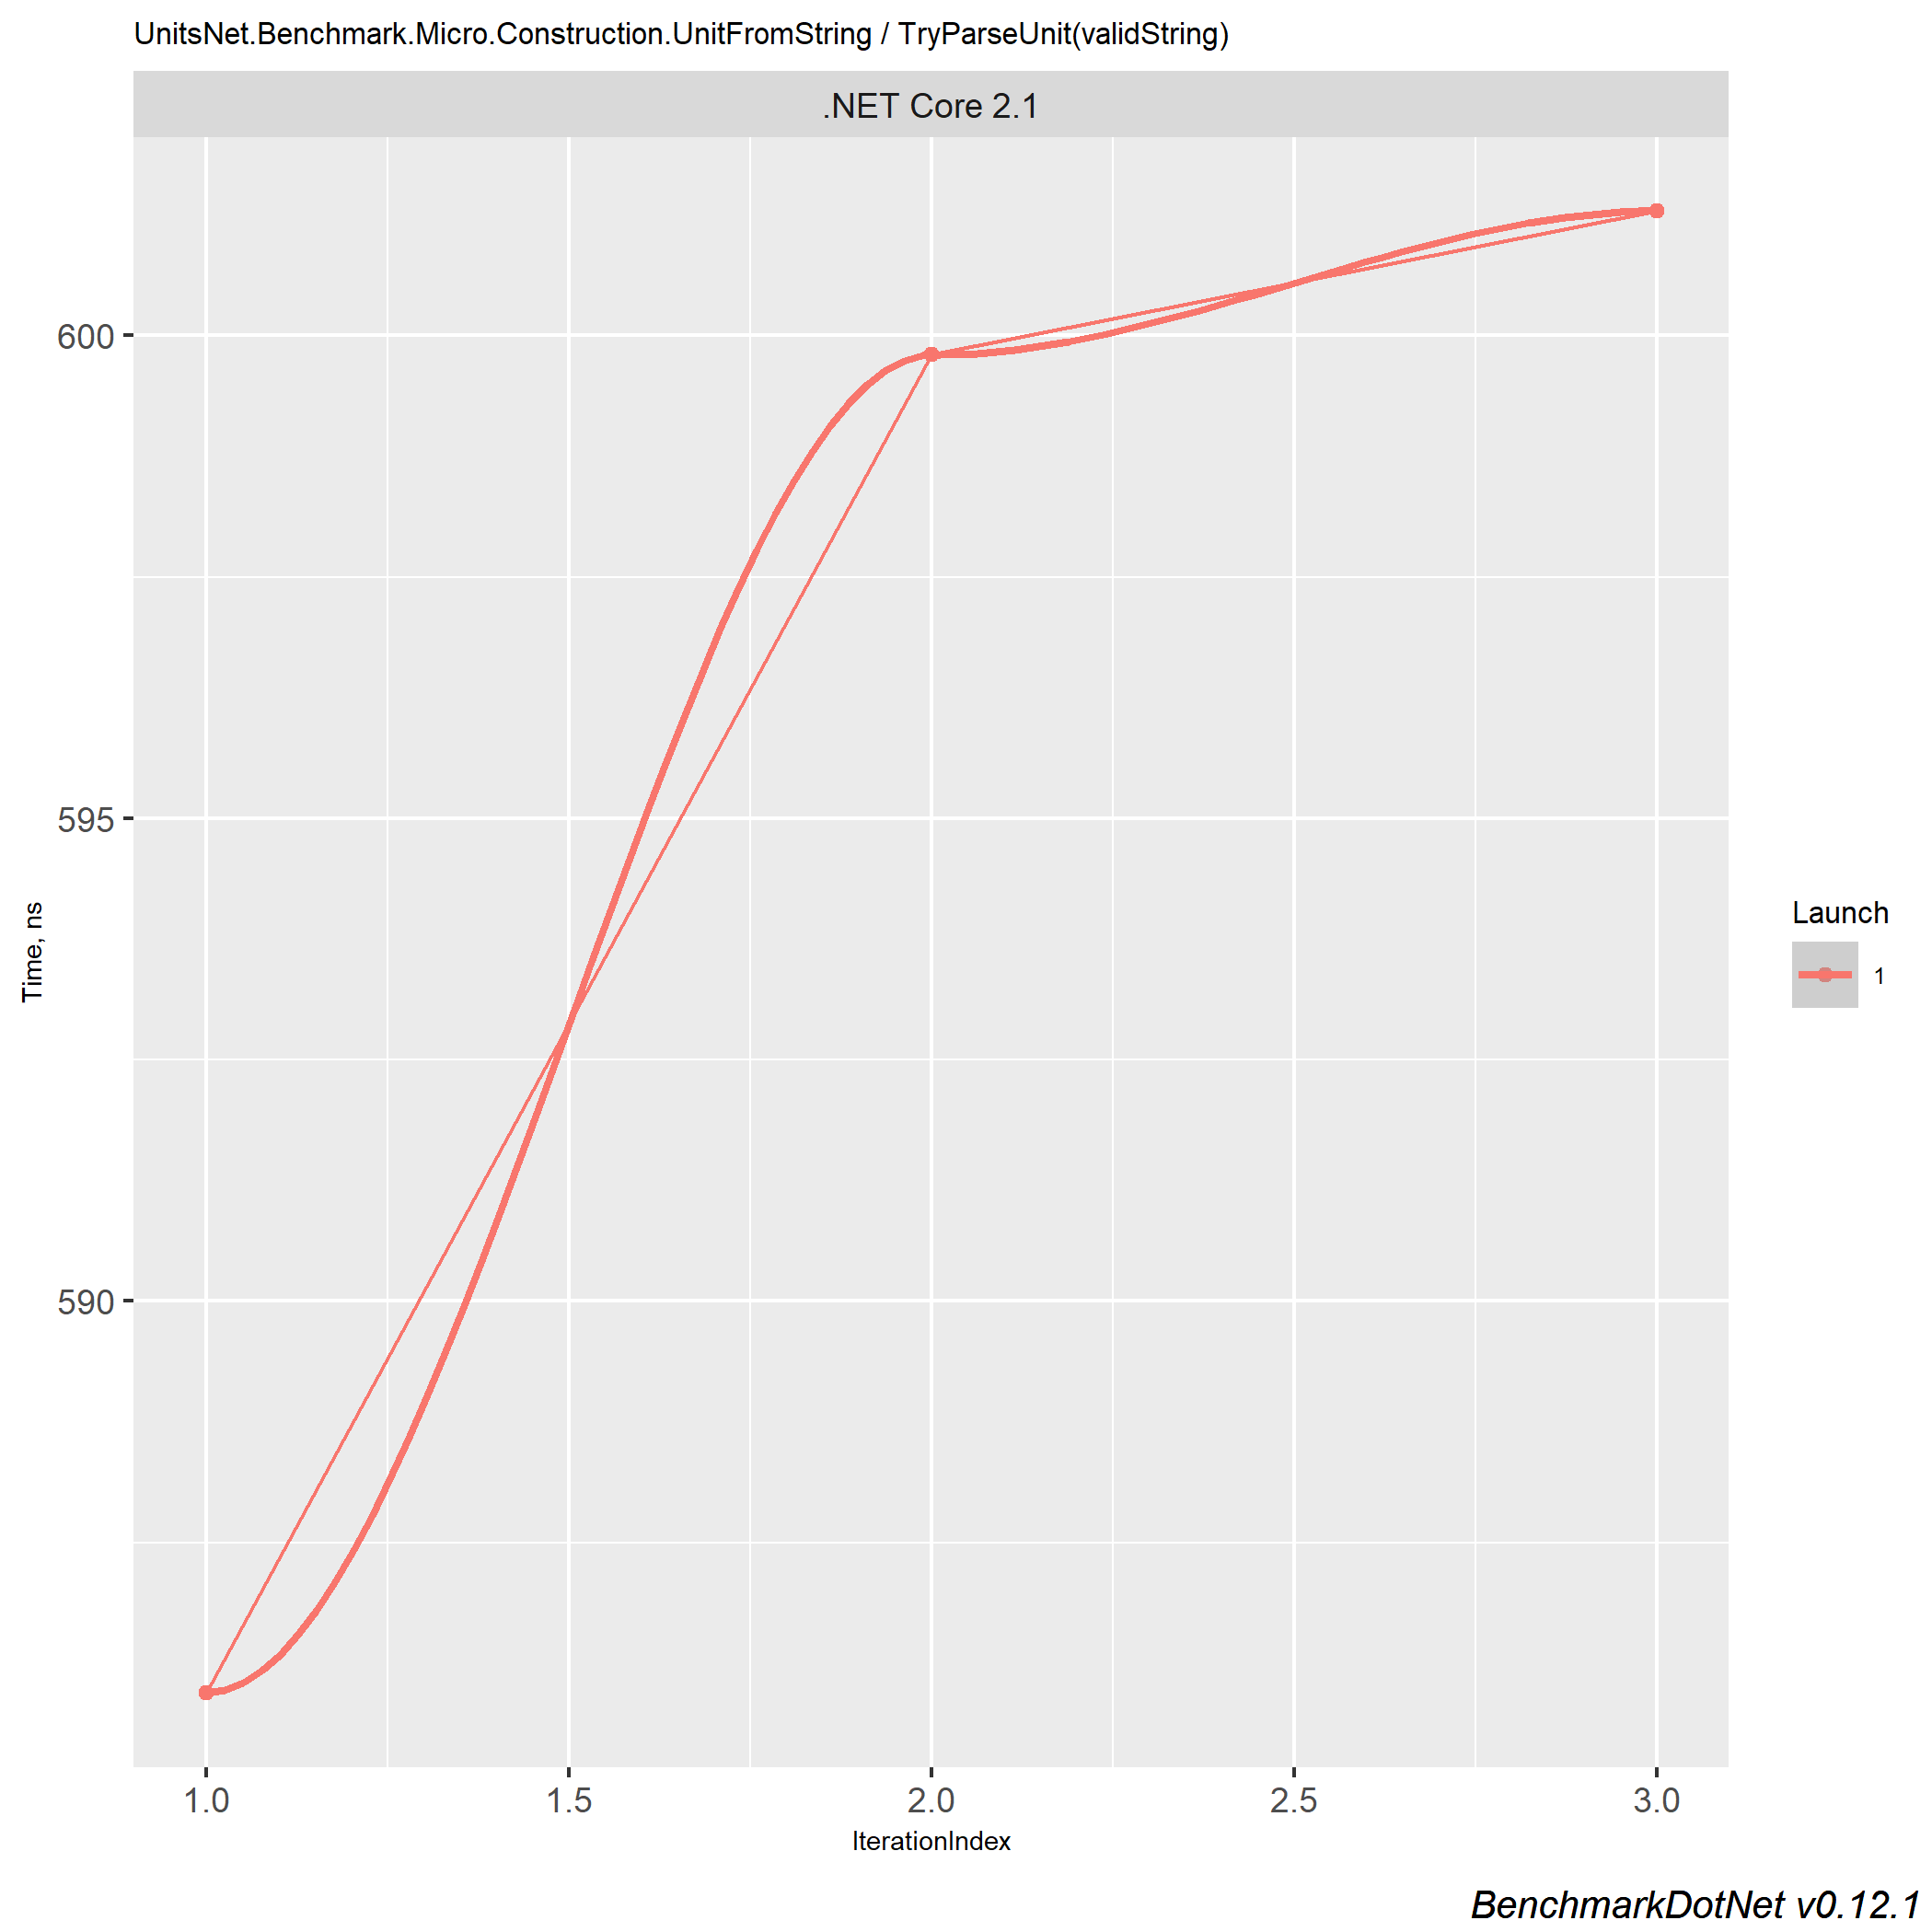 UnitsNet.Benchmark.Micro.Construction.UnitFromString / TryParseUnit(validString)
.NET Core 2.1
600
595
590
Time, ns
Launch
1
1.0 1.5 2.0 2.5 3.0
IterationIndex
BenchmarkDotNet v0.12.1